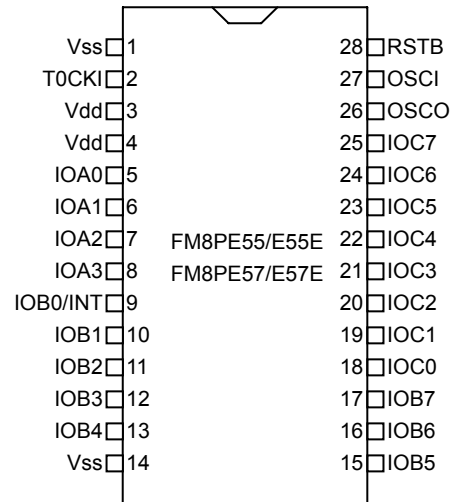 Vss 1 28 RSTB
T0CKI 2 27 OSCI
Vdd 3 26 OSCO
Vdd 4 25 IOC7
IOA0 5 24 IOC6
IOA1 6 23 IOC5
IOA2 7 FM8PE55/E55E 22 IOC4
IOA3 8 FM8PE57/E57E 21 IOC3
IOB0/INT 9 20 IOC2
IOB1 10 19 IOC1
IOB2 11 18 IOC0
IOB3 12 17 IOB7
IOB4 13 16 IOB6
Vss 14 15 IOB5